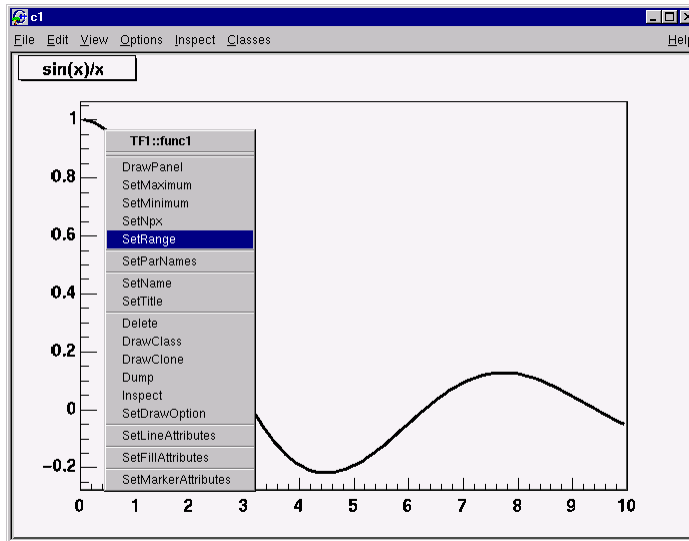 c1
File Edit View Options Inspect Classes Help
sin(x)/x
1
0.8
0.6
0.4
0.2
0
-0.2
TF1::func1
DrawPanel
SetMaximum
SetMinimum
SetNpx
SetRange
SetParNames
SetName
SetTitle
Delete
DrawClass
DrawClone
Dump
Inspect
SetDrawOption
SetLineAttributes
SetFillAttributes
SetMarkerAttributes
0 1 2 3 4 5 6 7 8 9 10